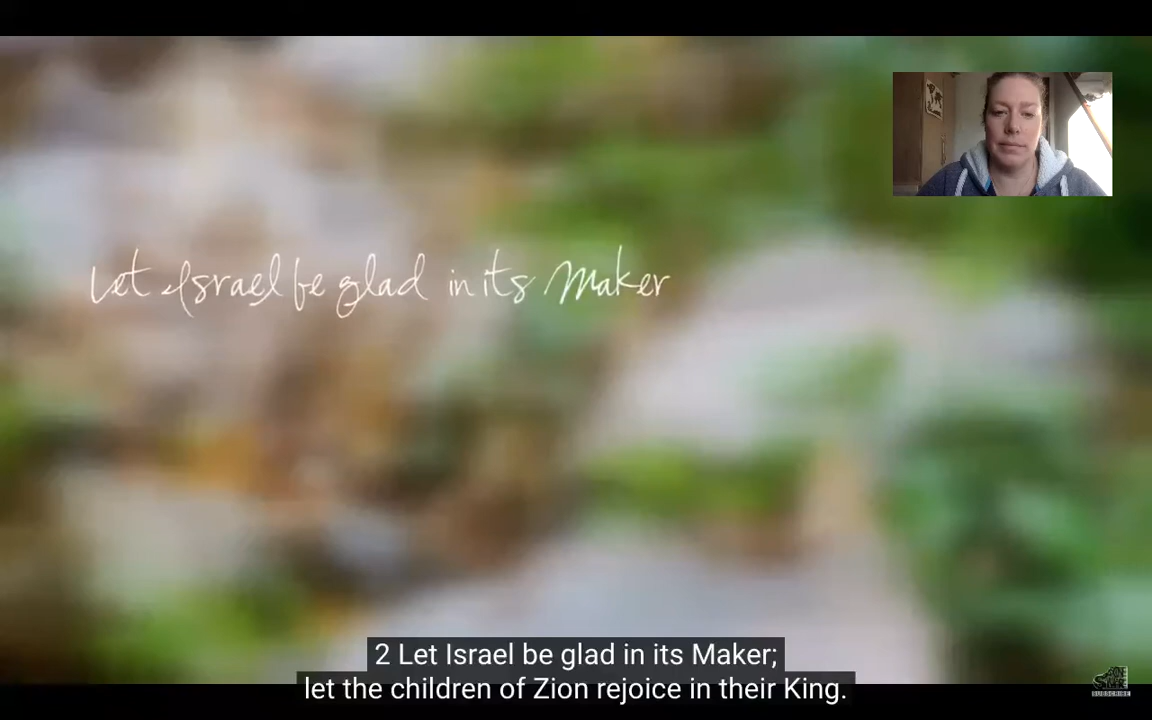 Let Israel be glad in its Maker
2 Let Israel be glad in its Maker;
let the children of Zion rejoice in their King.
SUBSCRIBE